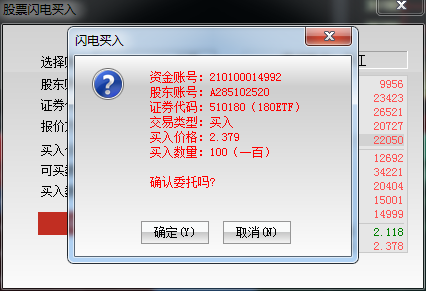 股票闪电买入
闪电买入
选择
股东
证券
报价
买入
可买
买入
资金账号：210100014992
股东账号：A285102520
证券代码：510180（180ETF）
交易类型：买入
买入价格：2.379
买入数量：100（一百）
确认委托吗?
确定(Y)
取消(N)
江
9956
23423
26521
20727
22050
12692
34221
20404
15001
14999
2.118
2.378